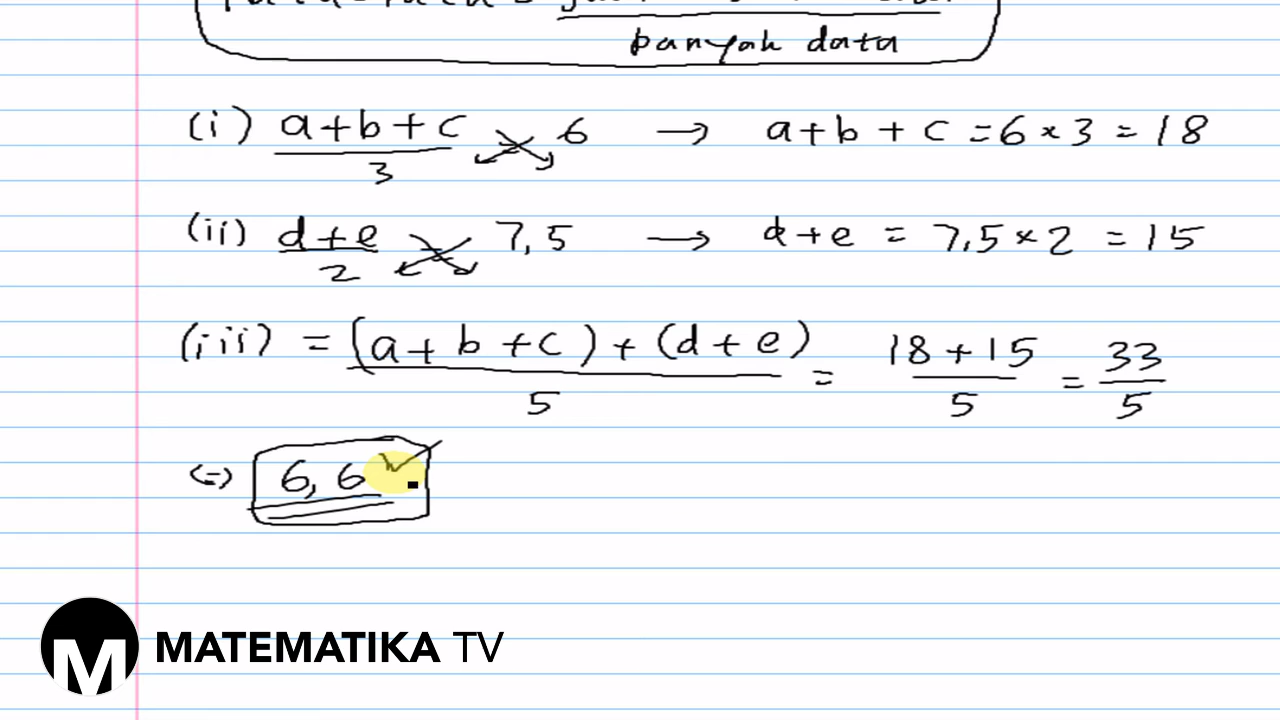 banyak data
(i) a+b+c / 3 = 6 → a+b+c = 6 × 3 = 18
(ii) d+e / 2 = 7,5 → d+e = 7,5 × 2 = 15
(iii) = (a+b+c) + (d+e) / 5 = 18+15 / 5 = 33 / 5
(=) 6,6
M MATEMATIKA TV